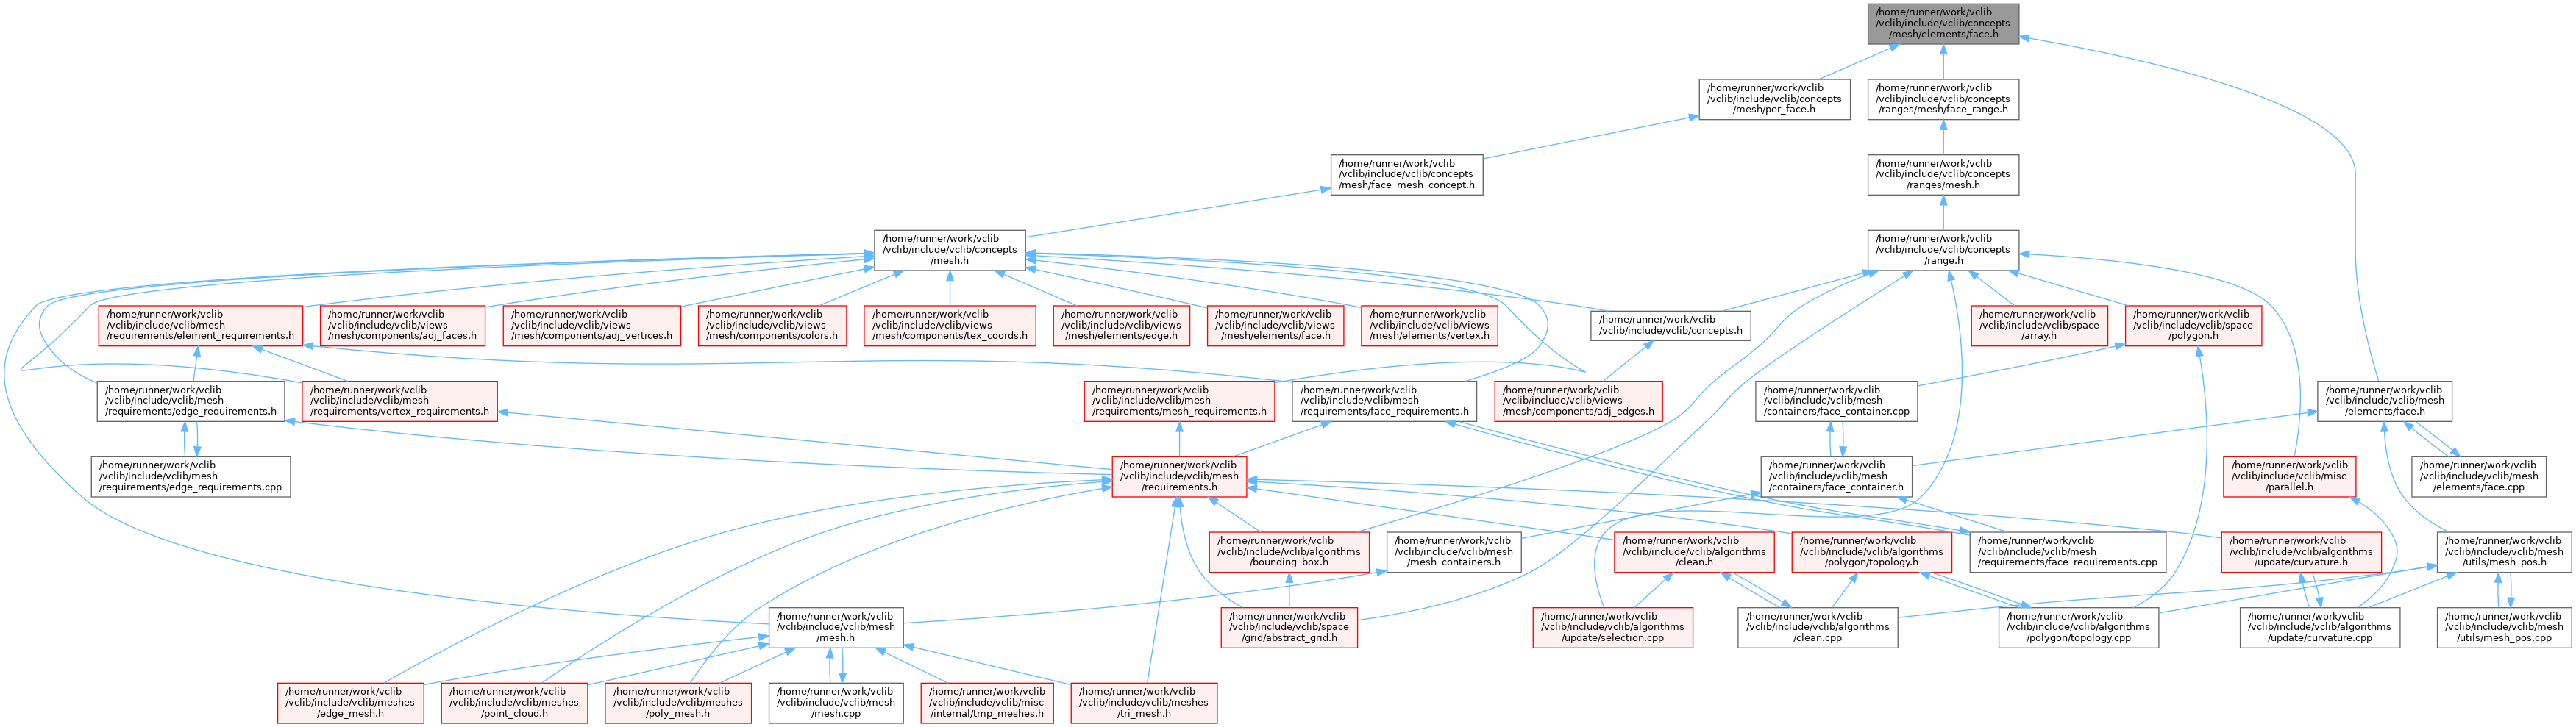 /home/runner/work/vclib
/vclib/include/vclib/concepts
/mesh/elements/face.h
/home/runner/work/vclib
/vclib/include/vclib/concepts
/mesh/per_face.h
/home/runner/work/vclib
/vclib/include/vclib/concepts
/ranges/mesh/face_range.h
/home/runner/work/vclib
/vclib/include/vclib/concepts
/mesh/face_mesh_concept.h
/home/runner/work/vclib
/vclib/include/vclib/concepts
/ranges/mesh.h
/home/runner/work/vclib
/vclib/include/vclib/concepts
/mesh.h
/home/runner/work/vclib
/vclib/include/vclib/concepts
/range.h
/home/runner/work/vclib
/vclib/include/vclib/mesh
/requirements/element_requirements.h
/home/runner/work/vclib
/vclib/include/vclib/views
/mesh/components/adj_faces.h
/home/runner/work/vclib
/vclib/include/vclib/views
/mesh/components/adj_vertices.h
/home/runner/work/vclib
/vclib/include/vclib/views
/mesh/components/colors.h
/home/runner/work/vclib
/vclib/include/vclib/views
/mesh/components/tex_coords.h
/home/runner/work/vclib
/vclib/include/vclib/views
/mesh/elements/edge.h
/home/runner/work/vclib
/vclib/include/vclib/views
/mesh/elements/face.h
/home/runner/work/vclib
/vclib/include/vclib/views
/mesh/elements/vertex.h
/home/runner/work/vclib
/vclib/include/vclib/concepts.h
/home/runner/work/vclib
/vclib/include/vclib/space
/array.h
/home/runner/work/vclib
/vclib/include/vclib/space
/polygon.h
/home/runner/work/vclib
/vclib/include/vclib/mesh
/requirements/edge_requirements.h
/home/runner/work/vclib
/vclib/include/vclib/mesh
/requirements/vertex_requirements.h
/home/runner/work/vclib
/vclib/include/vclib/mesh
/requirements/mesh_requirements.h
/home/runner/work/vclib
/vclib/include/vclib/mesh
/requirements/face_requirements.h
/home/runner/work/vclib
/vclib/include/vclib/views
/mesh/components/adj_edges.h
/home/runner/work/vclib
/vclib/include/vclib/mesh
/containers/face_container.cpp
/home/runner/work/vclib
/vclib/include/vclib/mesh
/elements/face.h
/home/runner/work/vclib
/vclib/include/vclib/mesh
/requirements/edge_requirements.cpp
/home/runner/work/vclib
/vclib/include/vclib/mesh
/requirements.h
/home/runner/work/vclib
/vclib/include/vclib/mesh
/containers/face_container.h
/home/runner/work/vclib
/vclib/include/vclib/misc
/parallel.h
/home/runner/work/vclib
/vclib/include/vclib/mesh
/elements/face.cpp
/home/runner/work/vclib
/vclib/include/vclib/algorithms
/bounding_box.h
/home/runner/work/vclib
/vclib/include/vclib/mesh
/mesh_containers.h
/home/runner/work/vclib
/vclib/include/vclib/algorithms
/clean.h
/home/runner/work/vclib
/vclib/include/vclib/algorithms
/polygon/topology.h
/home/runner/work/vclib
/vclib/include/vclib/mesh
/requirements/face_requirements.cpp
/home/runner/work/vclib
/vclib/include/vclib/algorithms
/update/curvature.h
/home/runner/work/vclib
/vclib/include/vclib/mesh
/utils/mesh_pos.h
/home/runner/work/vclib
/vclib/include/vclib/mesh
/mesh.h
/home/runner/work/vclib
/vclib/include/vclib/space
/grid/abstract_grid.h
/home/runner/work/vclib
/vclib/include/vclib/algorithms
/update/selection.cpp
/home/runner/work/vclib
/vclib/include/vclib/algorithms
/clean.cpp
/home/runner/work/vclib
/vclib/include/vclib/algorithms
/polygon/topology.cpp
/home/runner/work/vclib
/vclib/include/vclib/algorithms
/update/curvature.cpp
/home/runner/work/vclib
/vclib/include/vclib/mesh
/utils/mesh_pos.cpp
/home/runner/work/vclib
/vclib/include/vclib/meshes
/edge_mesh.h
/home/runner/work/vclib
/vclib/include/vclib/meshes
/point_cloud.h
/home/runner/work/vclib
/vclib/include/vclib/meshes
/poly_mesh.h
/home/runner/work/vclib
/vclib/include/vclib/mesh
/mesh.cpp
/home/runner/work/vclib
/vclib/include/vclib/misc
/internal/tmp_meshes.h
/home/runner/work/vclib
/vclib/include/vclib/meshes
/tri_mesh.h